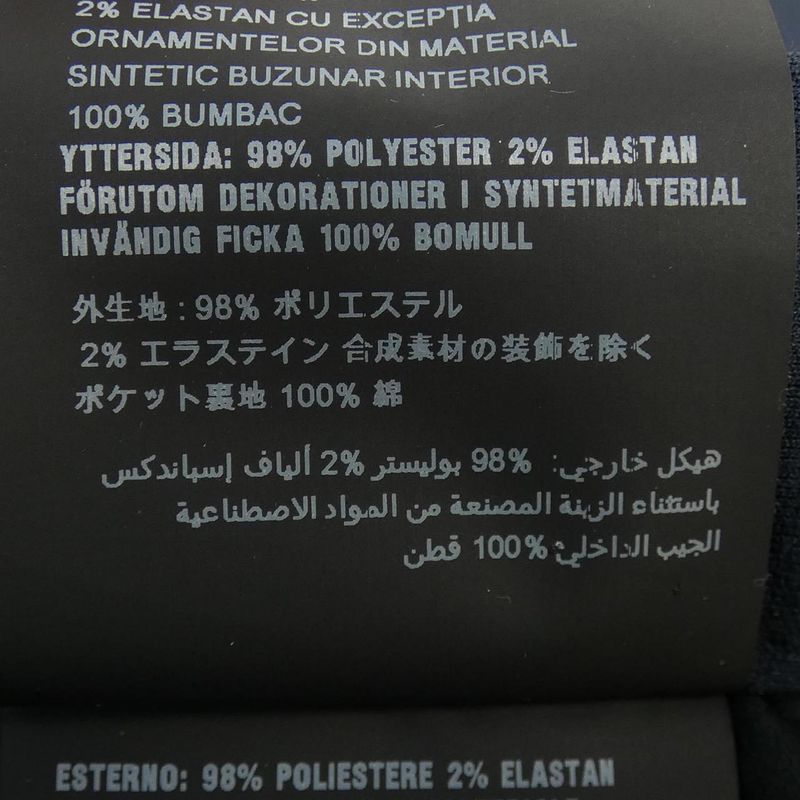 2% ELASTAN CU EXCEPȚIA
ORNAMENTELOR DIN MATERIAL
SINTETIC BUZUNAR INTERIOR
100% BUMBAC
YTTERSIDA: 98% POLYESTER 2% ELASTAN
FÖRUTOM DEKORATIONER I SYNTETMATERIAL
INVÄNDIG FICKA 100% BOMULL
外生地 : 98% ポリエステル
2% エラステイン 合成素材の装飾を除く
ポケット裏地 100% 綿
هيكل خارجي: 98% بوليستر 2% ألياف إسباندكس
باستثناء الزينة المصنعة من المواد الاصطناعية
الجيب الداخلي: 100% قطن
ESTERNO: 98% POLIESTERE 2% ELASTAN